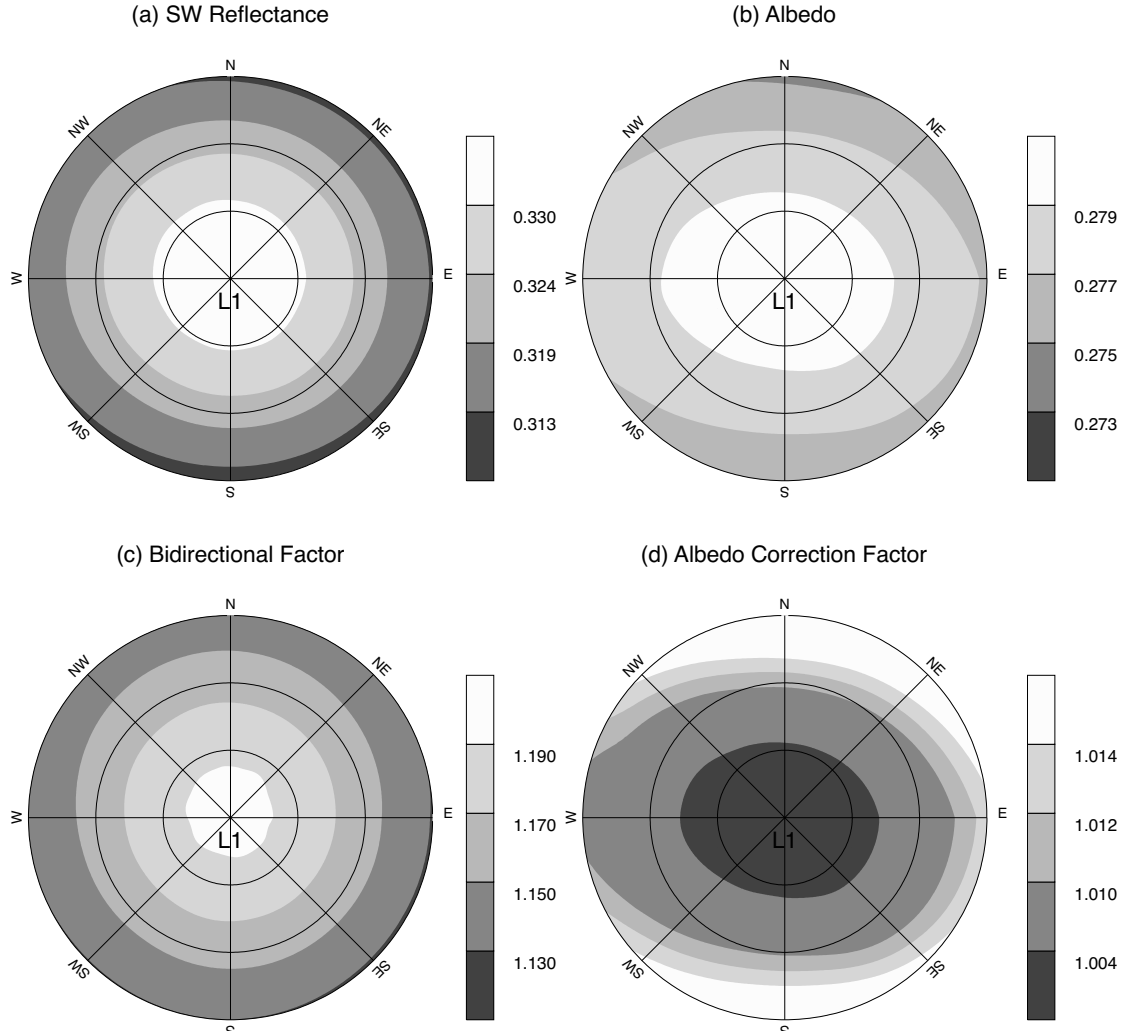 (a) SW Reflectance
N
NW
NE
W
E
L1
SW
SE
S
0.330
0.324
0.319
0.313
(b) Albedo
N
NW
NE
W
E
L1
SW
SE
S
0.279
0.277
0.275
0.273
(c) Bidirectional Factor
N
NW
NE
W
E
L1
SW
SE
S
1.190
1.170
1.150
1.130
(d) Albedo Correction Factor
N
NW
NE
W
E
L1
SW
SE
S
1.014
1.012
1.010
1.004